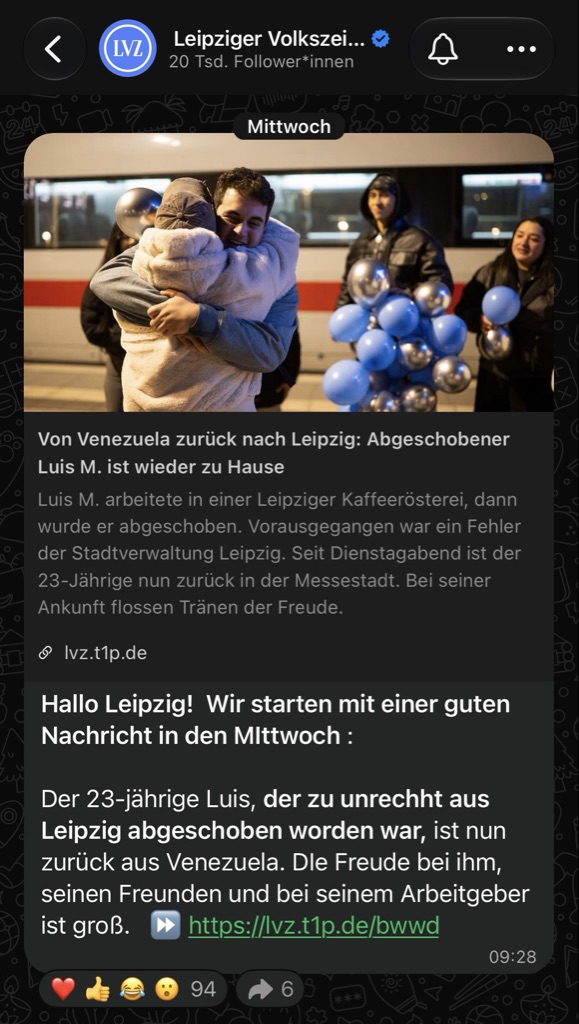 LVZ
Leipziger Volkszei...
20 Tsd. Follower*innen
Mittwoch
Von Venezuela zurück nach Leipzig: Abgeschobener
Luis M. ist wieder zu Hause
Luis M. arbeitete in einer Leipziger Kaffeerösterei, dann
wurde er abgeschoben. Vorausgegangen war ein Fehler
der Stadtverwaltung Leipzig. Seit Dienstagabend ist der
23-Jährige nun zurück in der Messestadt. Bei seiner
Ankunft flossen Tränen der Freude.
lvz.t1p.de
Hallo Leipzig!  Wir starten mit einer guten
Nachricht in den MIttwoch :
Der 23-jährige Luis, der zu unrechht aus
Leipzig abgeschoben worden war, ist nun
zurück aus Venezuela. DIe Freude bei ihm,
seinen Freunden und bei seinem Arbeitgeber
ist groß. ⏩ https://lvz.t1p.de/bwwd
09:28
❤️ 👍 😂 😮 94 6